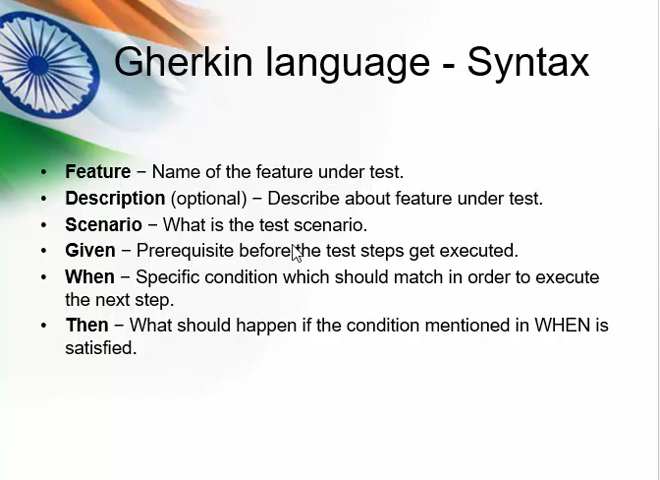 Gherkin language - Syntax
• Feature − Name of the feature under test.
• Description (optional) − Describe about feature under test.
• Scenario − What is the test scenario.
• Given − Prerequisite before the test steps get executed.
• When − Specific condition which should match in order to execute
the next step.
• Then − What should happen if the condition mentioned in WHEN is
satisfied.